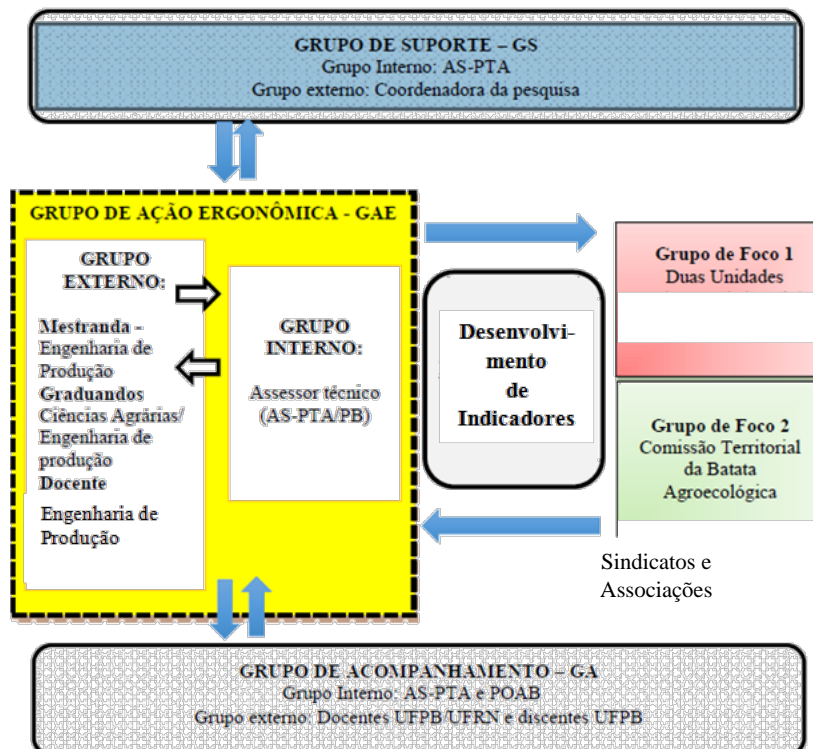 GRUPO DE SUPORTE – GS
Grupo Interno: AS-PTA
Grupo externo: Coordenadora da pesquisa
GRUPO DE AÇÃO ERGONÔMICA - GAE
GRUPO
EXTERNO:
Mestranda -
Engenharia de
Produção
Graduandos
Ciências Agrárias/
Engenharia de
produção
Docente
Engenharia de
Produção
GRUPO
INTERNO:
Assessor técnico
(AS-PTA/PB)
Desenvolvi-
mento
de
Indicadores
Grupo de Foco 1
Duas Unidades
Grupo de Foco 2
Comissão Territorial
da Batata
Agroecológica
Sindicatos e
Associações
GRUPO DE ACOMPANHAMENTO – GA
Grupo Interno: AS-PTA e POAB
Grupo externo: Docentes UFPB/UFRN e discentes UFPB